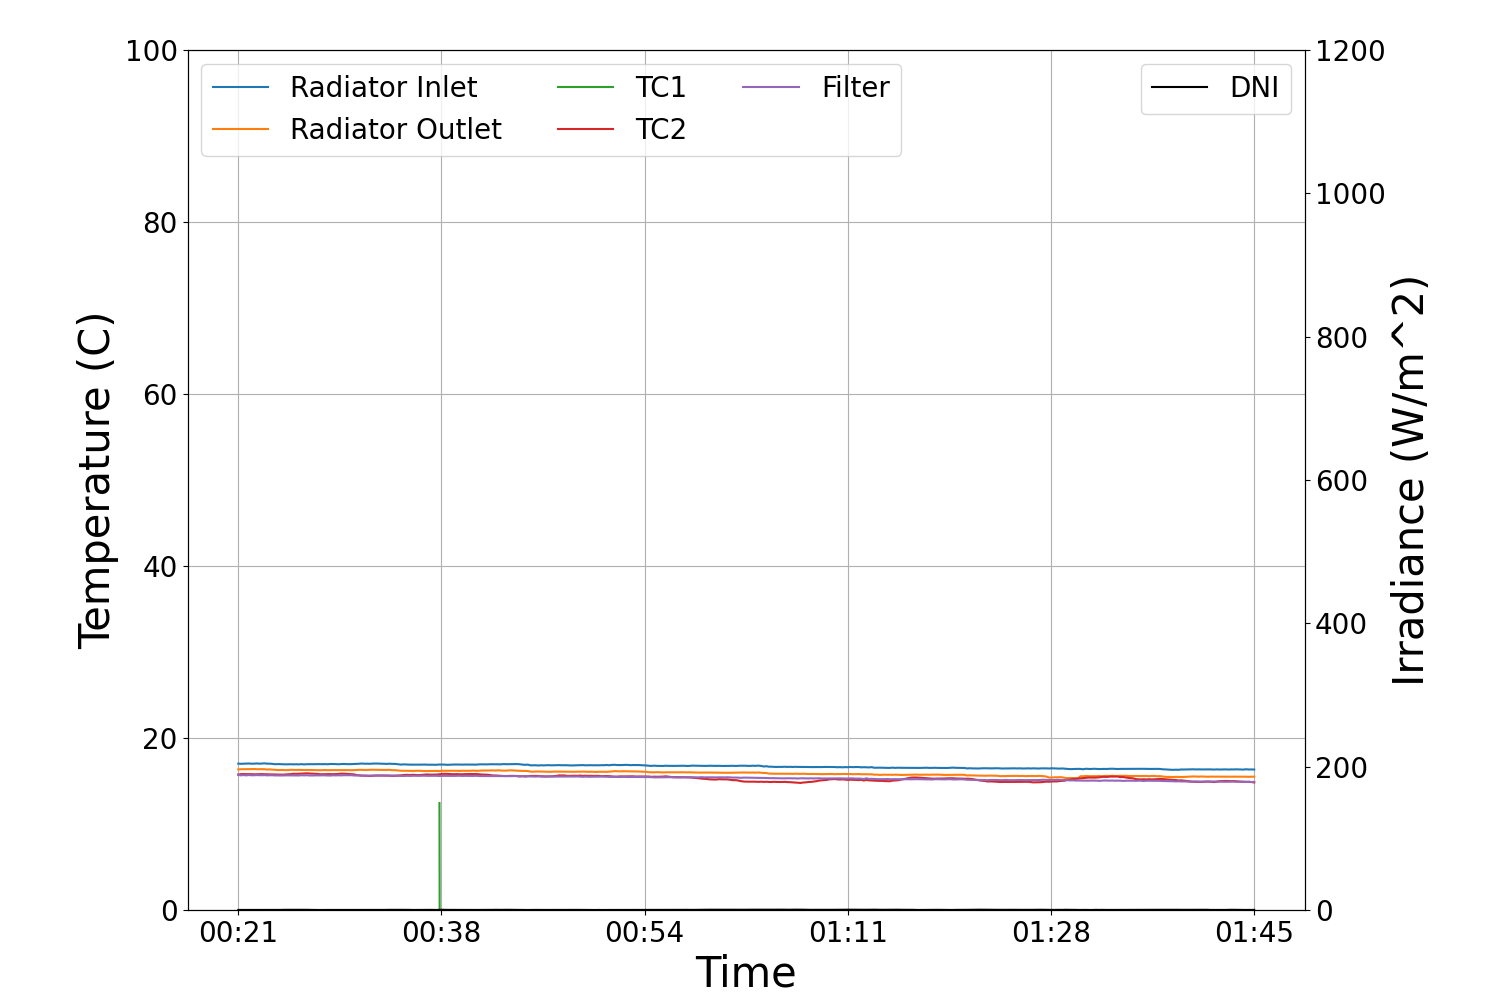 Radiator Inlet
Radiator Outlet
TC1
TC2
Filter
DNI
Temperature (C)
100
80
60
40
20
0
Irradiance (W/m^2)
1200
1000
800
600
400
200
0
00:21 00:38 00:54 01:11 01:28 01:45
Time